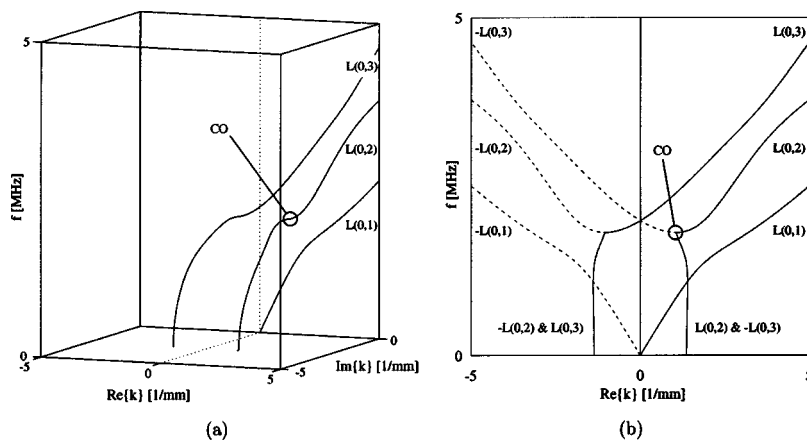 5
f [MHz]
CO
L(0,3)
L(0,2)
L(0,1)
0
-5
0
5
-5
0
Re{k} [1/mm]
Im{k} [1/mm]
(a)
5
f [MHz]
-L(0,3)
L(0,3)
CO
-L(0,2)
L(0,2)
-L(0,1)
L(0,1)
-L(0,2) & L(0,3)
L(0,2) & -L(0,3)
0
-5
0
5
Re{k} [1/mm]
(b)